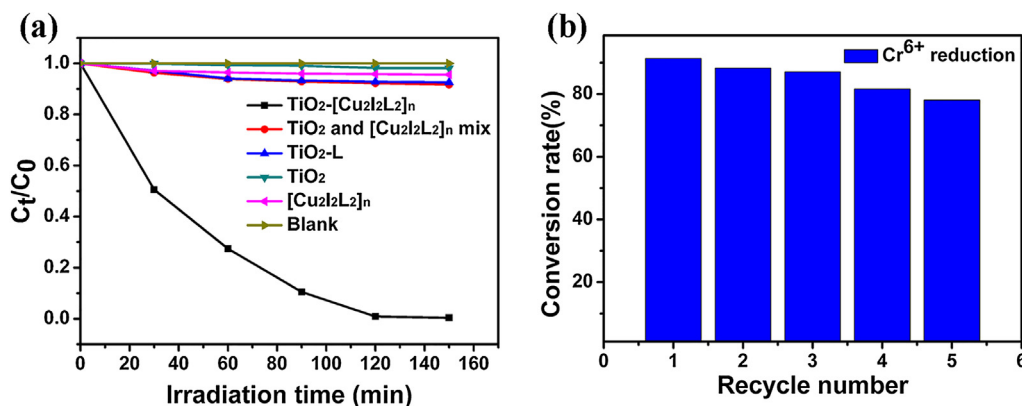 (a)
1.0
0.8
0.6
0.4
0.2
0.0
Ct/C0
TiO2-[Cu2I2L2]n
TiO2 and [Cu2I2L2]n mix
TiO2-L
TiO2
[Cu2I2L2]n
Blank
0 20 40 60 80 100 120 140 160
Irradiation time (min)
(b)
Cr6+ reduction
80
60
40
20
Conversion rate(%)
0 1 2 3 4 5 6
Recycle number